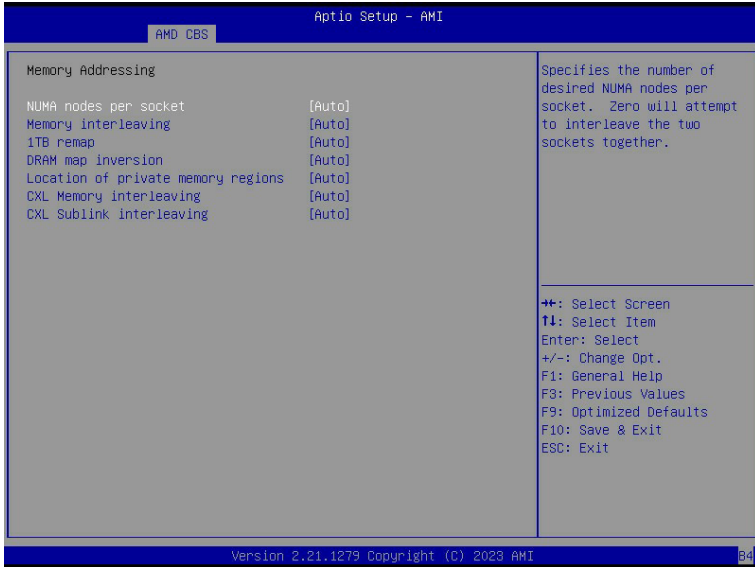 Aptio Setup - AMI
AMD CBS
Memory Addressing
NUMA nodes per socket [Auto]
Memory interleaving [Auto]
1TB remap [Auto]
DRAM map inversion [Auto]
Location of private memory regions [Auto]
CXL Memory interleaving [Auto]
CXL Sublink interleaving [Auto]
Specifies the number of
desired NUMA nodes per
socket. Zero will attempt
to interleave the two
sockets together.
→←: Select Screen
↑↓: Select Item
Enter: Select
+/-: Change Opt.
F1: General Help
F3: Previous Values
F9: Optimized Defaults
F10: Save & Exit
ESC: Exit
Version 2.21.1279 Copyright (C) 2023 AMI
B4